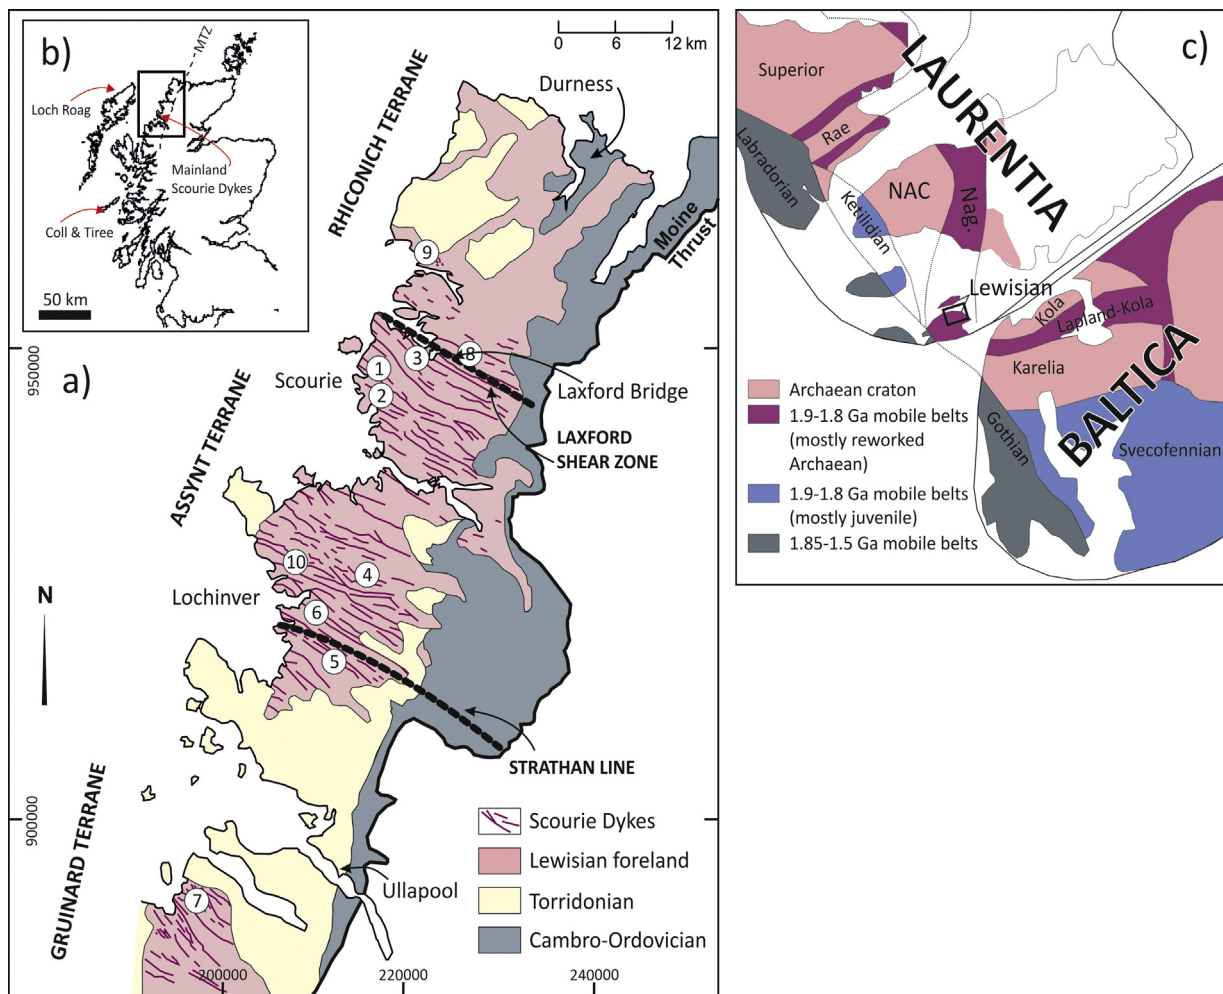 b)
MTZ
Loch Roag
Mainland
Scourie Dykes
Coll & Tiree
50 km
a)
0 6 12 km
Durness
RHICONICH TERRANE
Moine
Thrust
9
950000
1
3
8
Scourie
2
Laxford Bridge
LAXFORD
SHEAR ZONE
ASSYNT TERRANE
10
4
Lochinver
6
5
N
STRATHAN LINE
900000
GRUINARD TERRANE
Ullapool
7
Scourie Dykes
Lewisian foreland
Torridonian
Cambro-Ordovician
200000
220000
240000
c)
LAURENTIA
Superior
Rae
Labradorian
NAC
Nag.
Ketilidian
Lewisian
Kola
Lapland-Kola
Karelia
BALTICA
Gothian
Svecofennian
Archaean craton
1.9-1.8 Ga mobile belts
(mostly reworked
Archaean)
1.9-1.8 Ga mobile belts
(mostly juvenile)
1.85-1.5 Ga mobile belts